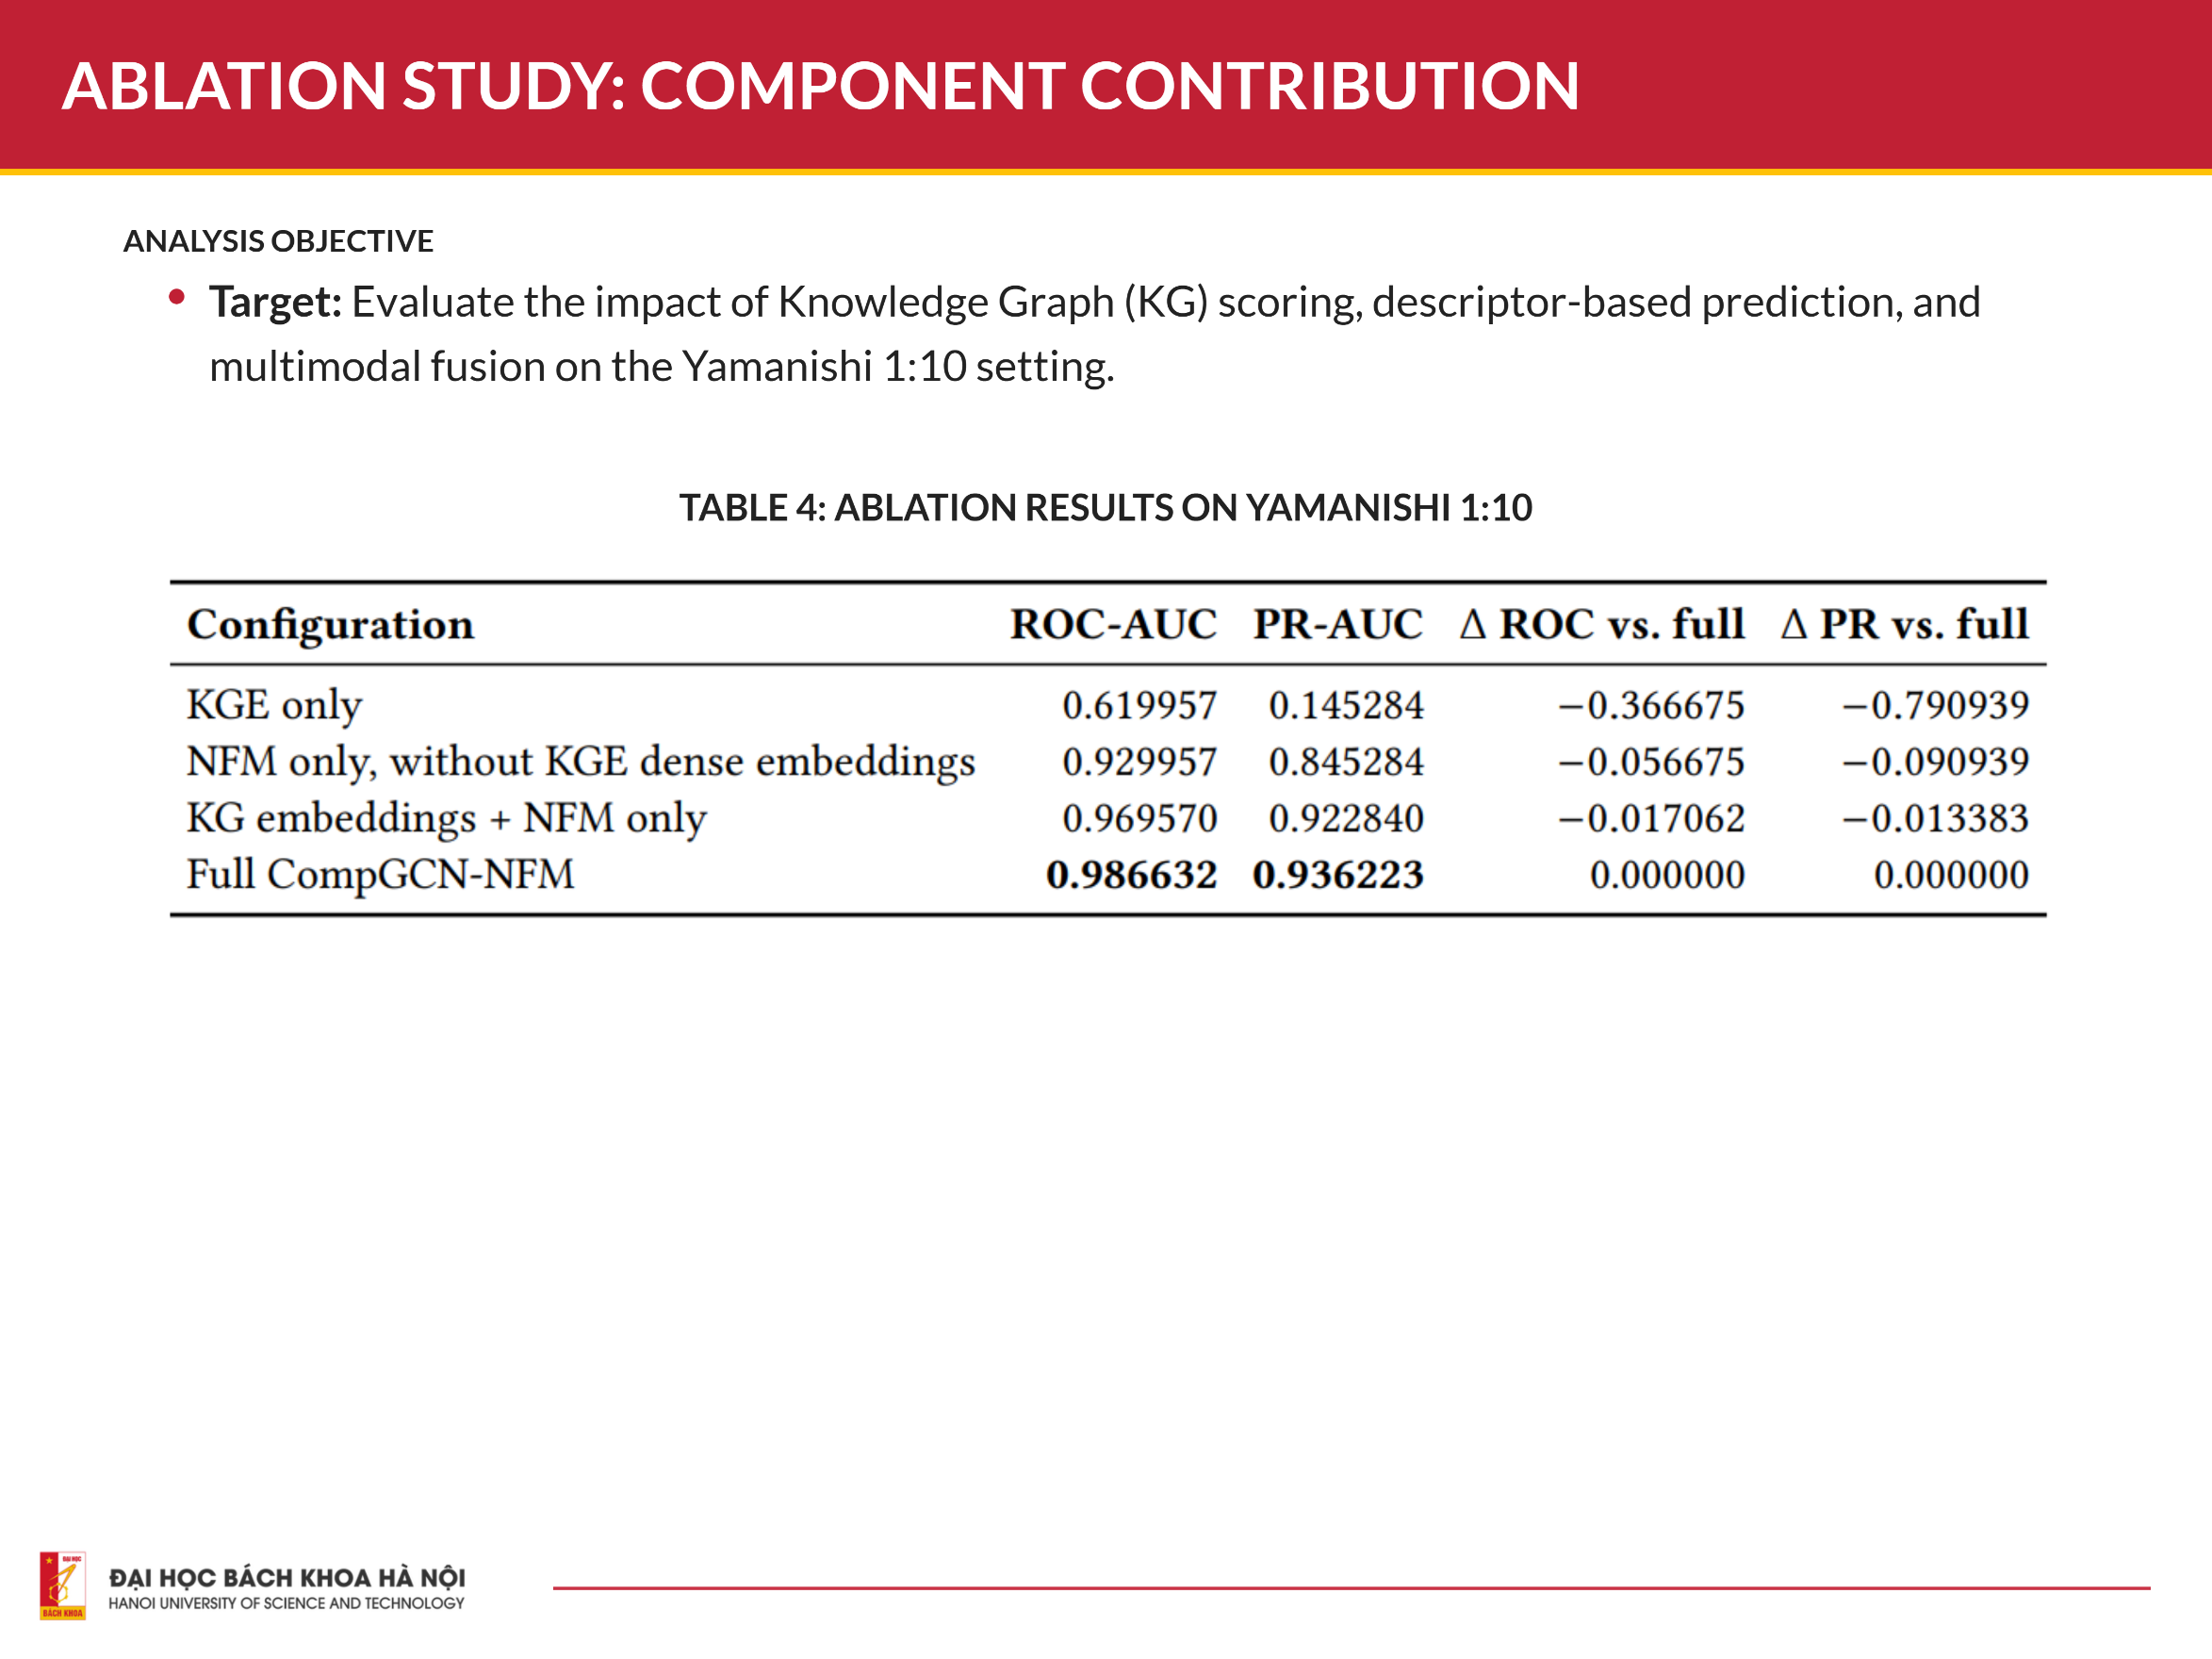 ABLATION STUDY: COMPONENT CONTRIBUTION
ANALYSIS OBJECTIVE
• Target: Evaluate the impact of Knowledge Graph (KG) scoring, descriptor-based prediction, and
multimodal fusion on the Yamanishi 1:10 setting.
TABLE 4: ABLATION RESULTS ON YAMANISHI 1:10
Configuration ROC-AUC PR-AUC Δ ROC vs. full Δ PR vs. full
KGE only 0.619957 0.145284 −0.366675 −0.790939
NFM only, without KGE dense embeddings 0.929957 0.845284 −0.056675 −0.090939
KG embeddings + NFM only 0.969570 0.922840 −0.017062 −0.013383
Full CompGCN-NFM 0.986632 0.936223 0.000000 0.000000
ĐẠI HỌC
BÁCH KHOA
ĐẠI HỌC BÁCH KHOA HÀ NỘI
HANOI UNIVERSITY OF SCIENCE AND TECHNOLOGY